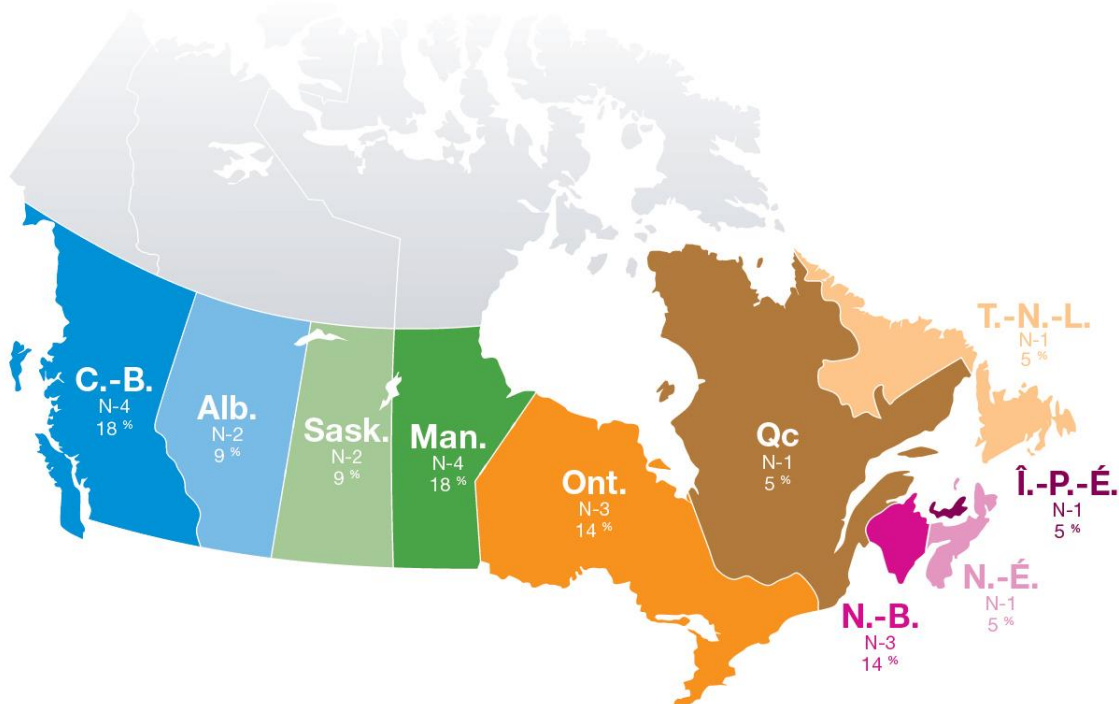 C.-B.
N-4
18 %
Alb.
N-2
9 %
Sask.
N-2
9 %
Man.
N-4
18 %
Ont.
N-3
14 %
Qc
N-1
5 %
T.-N.-L.
N-1
5 %
Î.-P.-É.
N-1
5 %
N.-É.
N-1
5 %
N.-B.
N-3
14 %